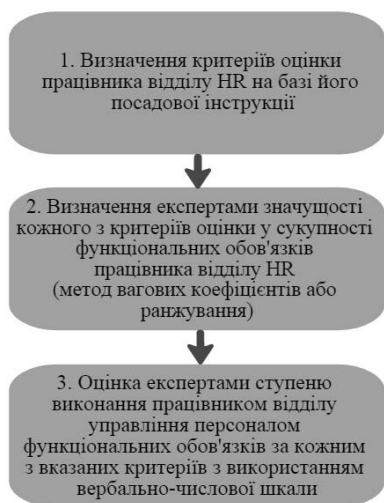 1. Визначення критеріїв оцінки
працівника відділу HR на базі його
посадової інструкції
2. Визначення експертами значущості
кожного з критеріїв оцінки у сукупності
функціональних обов'язків
працівника відділу HR
(метод вагових коефіцієнтів або
ранжування)
3. Оцінка експертами ступеню
виконання працівником відділу
управління персоналом
функціональних обов'язків за кожним
з вказаних критеріїв з використанням
вербально-числової шкали